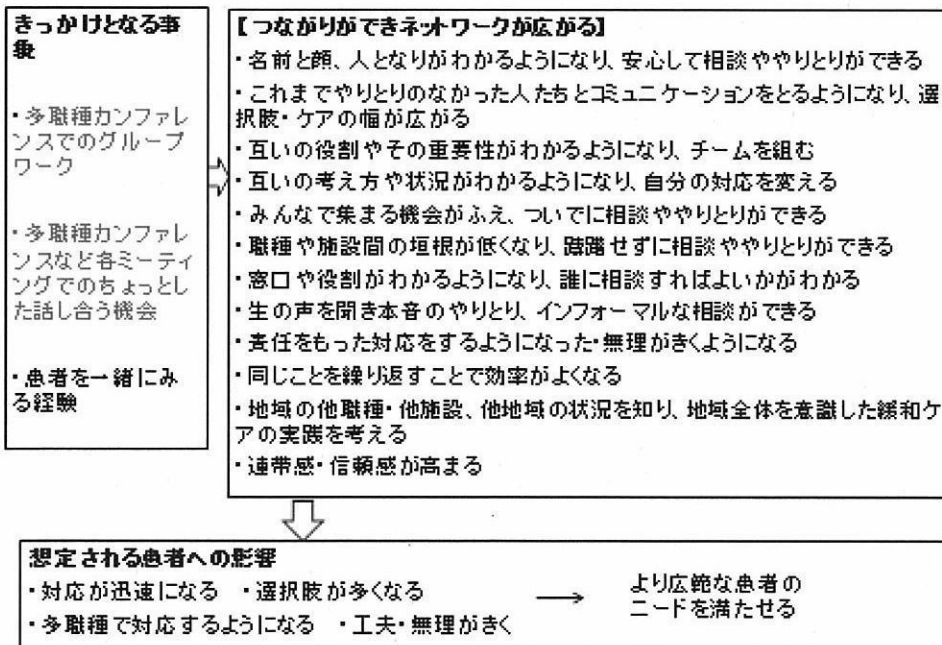 きっかけとなる事
象
・多職種カンファレ
ンスでのグループ
ワーク
・多職種カンファレ
ンスなど各ミーティ
ングでのちょっとし
た話し合う機会
・患者を一緒にみ
る経験
【つながりができネットワークが広がる】
・名前と顔、人となりがわかるようになり、安心して相談ややりとりができる
・これまでやりとりのなかった人たちとコミュニケーションをとるようになり、選
択肢・ケアの幅が広がる
・互いの役割やその重要性がわかるようになり、チームを組む
・互いの考え方や状況がわかるようになり、自分の対応を変える
・みんなで集まる機会がふえ、ついでに相談ややりとりができる
・職種や施設間の垣根が低くなり、躊躇せずに相談ややりとりができる
・窓口や役割がわかるようになり、誰に相談すればよいかがわかる
・生の声を聞き本音のやりとり、インフォーマルな相談ができる
・責任をもった対応をするようになった・無理がきくようになる
・同じことを繰り返すことで効率がよくなる
・地域の他職種・他施設、他地域の状況を知り、地域全体を意識した緩和ケ
アの実践を考える
・連帯感・信頼感が高まる
想定される患者への影響
・対応が迅速になる ・選択肢が多くなる
・多職種で対応するようになる ・工夫・無理がきく
→
より広範な患者の
ニードを満たせる